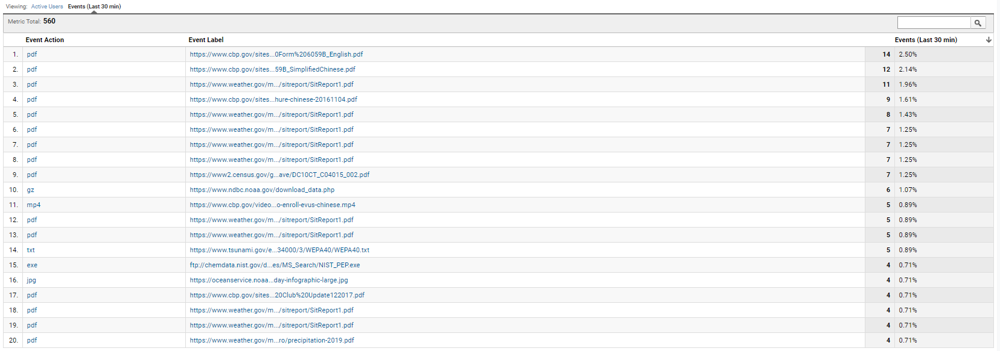 Viewing: Active Users Events (Last 30 min)
Metric Total: 560
Event Action Event Label Events (Last 30 min)
1. pdf https://www.cbp.gov/sites...0Form%206059B_English.pdf 14 2.50%
2. pdf https://www.cbp.gov/sites...59B_SimplifiedChinese.pdf 12 2.14%
3. pdf https://www.weather.gov/m.../sitreport/SitReport1.pdf 11 1.96%
4. pdf https://www.cbp.gov/sites...hure-chinese-20161104.pdf 9 1.61%
5. pdf https://www.weather.gov/m.../sitreport/SitReport1.pdf 8 1.43%
6. pdf https://www.weather.gov/m.../sitreport/SitReport1.pdf 7 1.25%
7. pdf https://www.weather.gov/m.../sitreport/SitReport1.pdf 7 1.25%
8. pdf https://www.weather.gov/m.../sitreport/SitReport1.pdf 7 1.25%
9. pdf https://www2.census.gov/g...ave/DC10CT_C04015_002.pdf 7 1.25%
10. gz https://www.ndbc.noaa.gov/download_data.php 6 1.07%
11. mp4 https://www.cbp.gov/video...o-enroll-evus-chinese.mp4 5 0.89%
12. pdf https://www.weather.gov/m.../sitreport/SitReport1.pdf 5 0.89%
13. pdf https://www.weather.gov/m.../sitreport/SitReport1.pdf 5 0.89%
14. txt https://www.tsunami.gov/e...34000/3/WEPA40/WEPA40.txt 5 0.89%
15. exe ftp://chemdata.nist.gov/d...es/MS_Search/NIST_PEP.exe 4 0.71%
16. jpg https://oceanservice.noaa...day-infographic-large.jpg 4 0.71%
17. pdf https://www.cbp.gov/sites...20Club%20Update122017.pdf 4 0.71%
18. pdf https://www.weather.gov/m.../sitreport/SitReport1.pdf 4 0.71%
19. pdf https://www.weather.gov/m.../sitreport/SitReport1.pdf 4 0.71%
20. pdf https://www.weather.gov/m...ro/precipitation-2019.pdf 4 0.71%